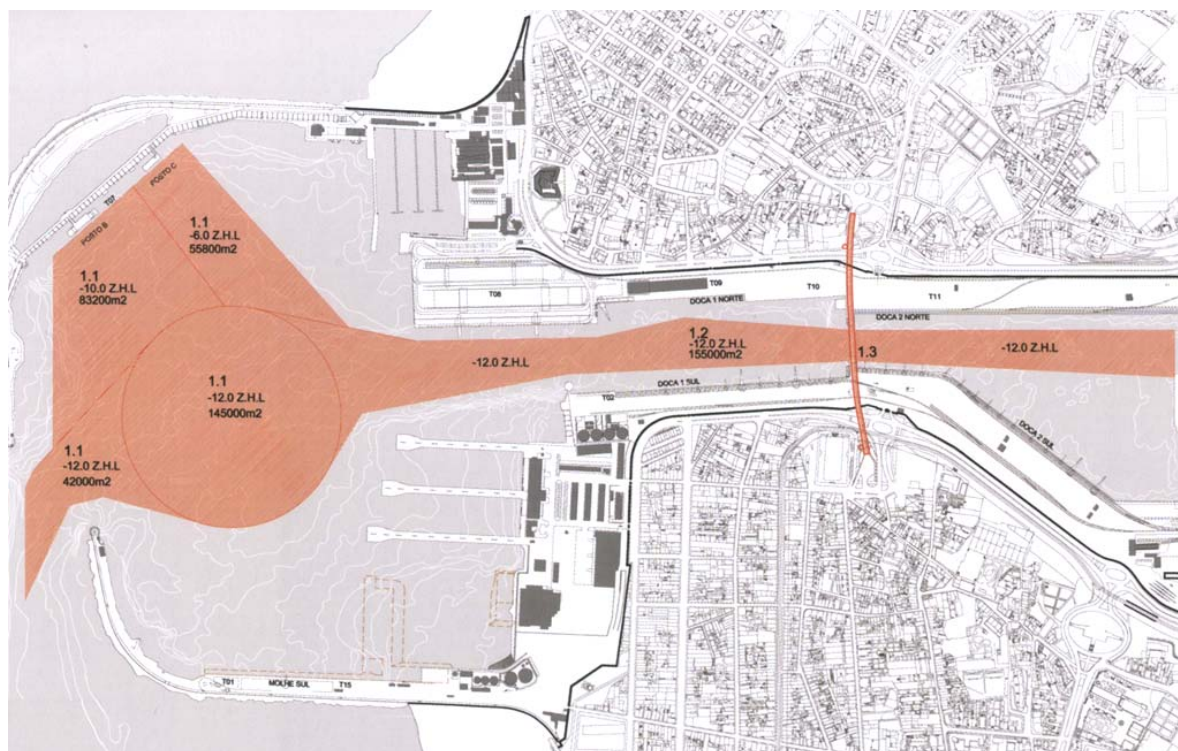 POSTO C
T07
POSTO B
1.1
-6.0 Z.H.L
55800m2
1.1
-10.0 Z.H.L
83200m2
T08
T09
DOCA 1 NORTE
T10
T11
DOCA 2 NORTE
1.2
-12.0 Z.H.L
155000m2
-12.0 Z.H.L
1.3
-12.0 Z.H.L
1.1
-12.0 Z.H.L
145000m2
DOCA 1 SUL
T02
DOCA 2 SUL
1.1
-12.0 Z.H.L
42000m2
T01
MOLHE SUL
T15